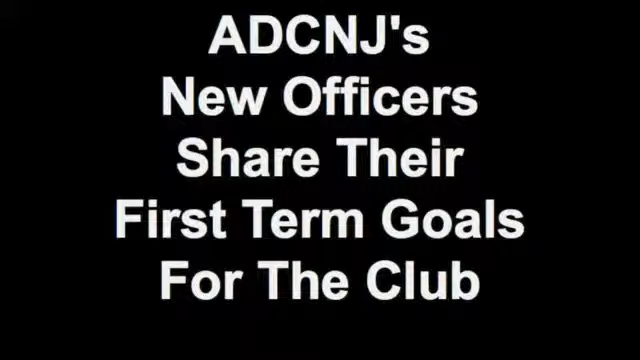 ADCNJ's
New Officers
Share Their
First Term Goals
For The Club